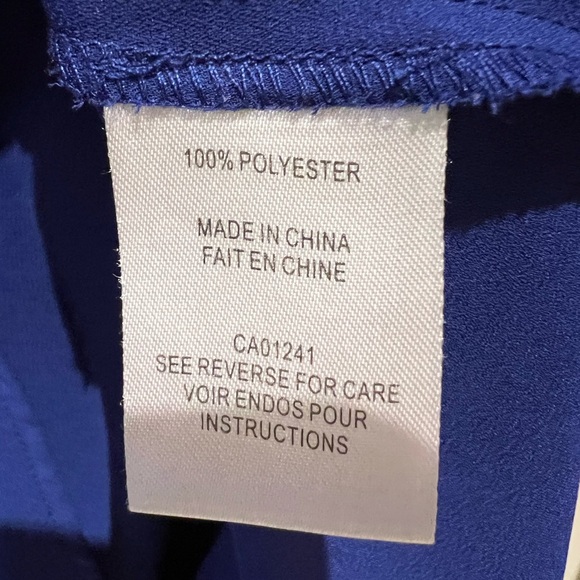 100% POLYESTER
MADE IN CHINA
FAIT EN CHINE
CA01241
SEE REVERSE FOR CARE
VOIR ENDOS POUR
INSTRUCTIONS